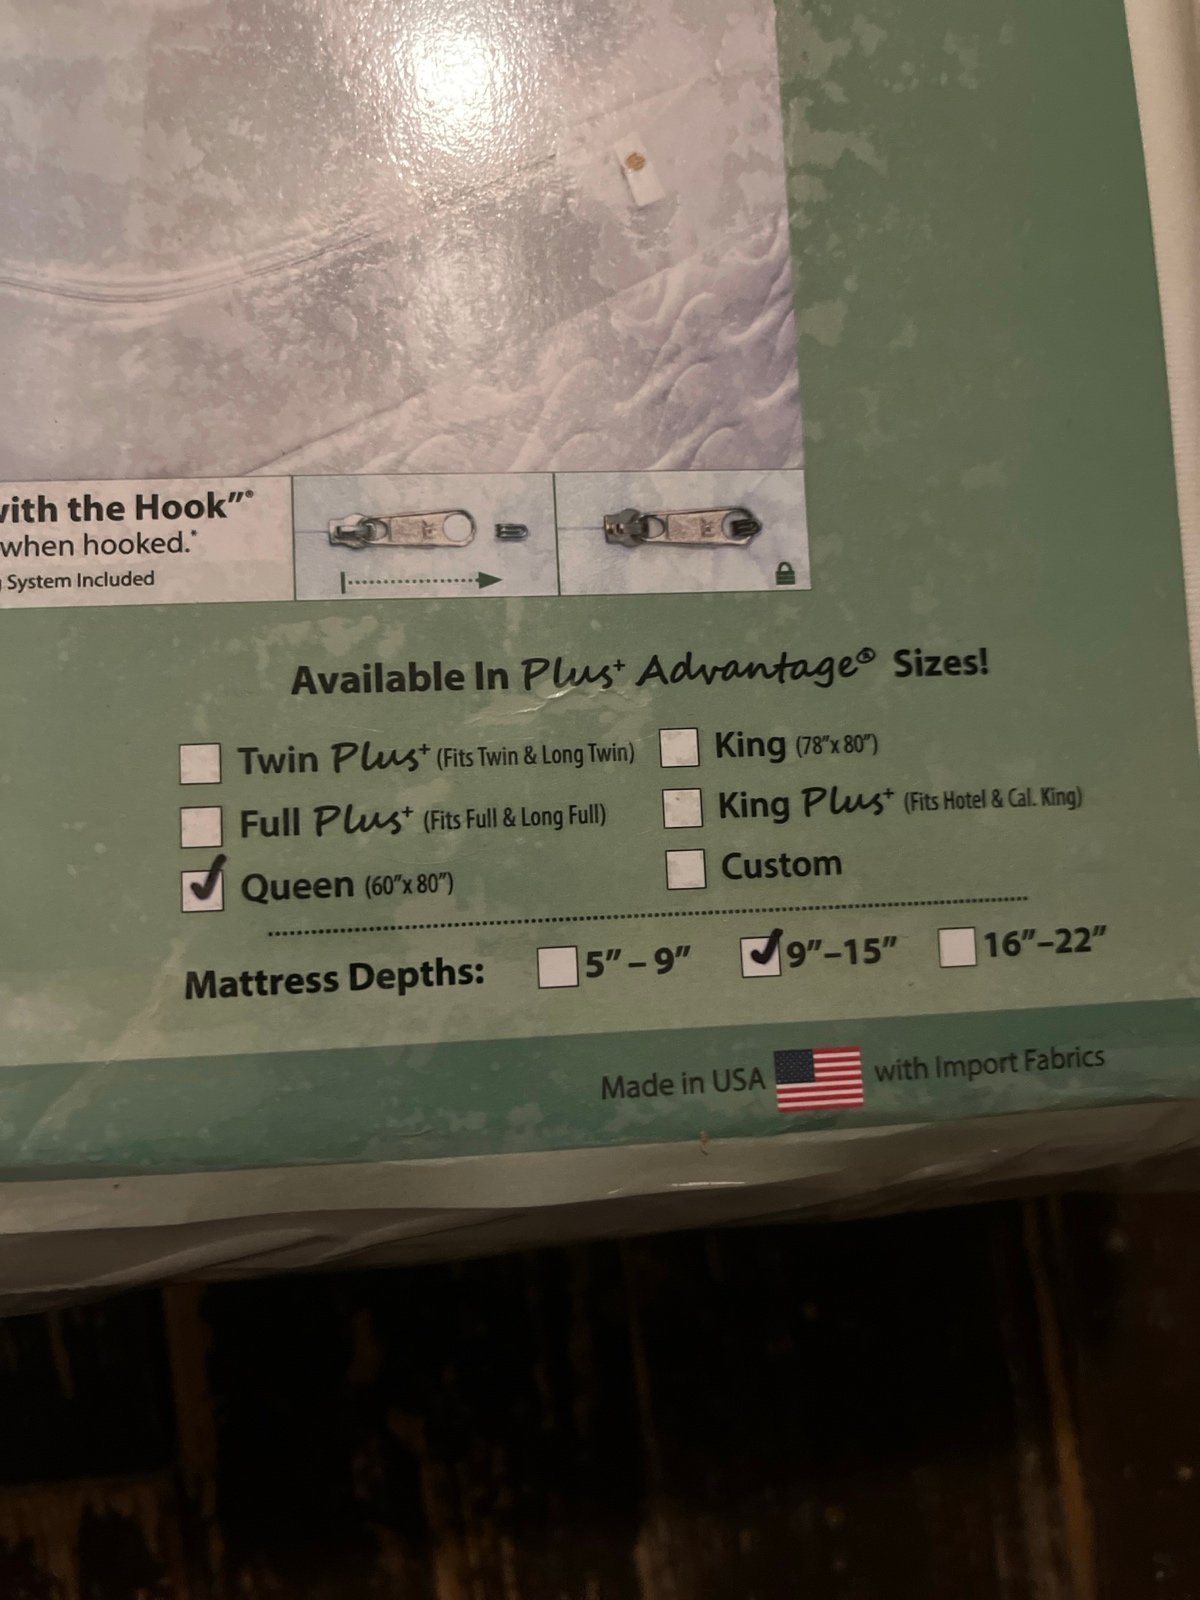 with the Hook”®
when hooked.*
System Included
Available In Plus+ Advantage® Sizes!
Twin Plus+ (Fits Twin & Long Twin)
King (78”x 80”)
Full Plus+ (Fits Full & Long Full)
King Plus+ (Fits Hotel & Cal. King)
Queen (60”x 80”)
Custom
Mattress Depths: 5” – 9” 9”–15” 16”–22”
Made in USA with Import Fabrics